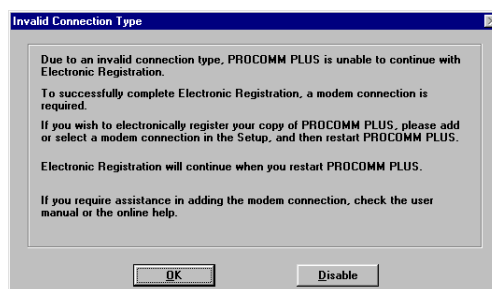 Invalid Connection Type
Due to an invalid connection type, PROCOMM PLUS is unable to continue with
Electronic Registration.
To successfully complete Electronic Registration, a modem connection is
required.
If you wish to electronically register your copy of PROCOMM PLUS, please add
or select a modem connection in the Setup, and then restart PROCOMM PLUS.
Electronic Registration will continue when you restart PROCOMM PLUS.
If you require assistance in adding the modem connection, check the user
manual or the online help.
OK
Disable